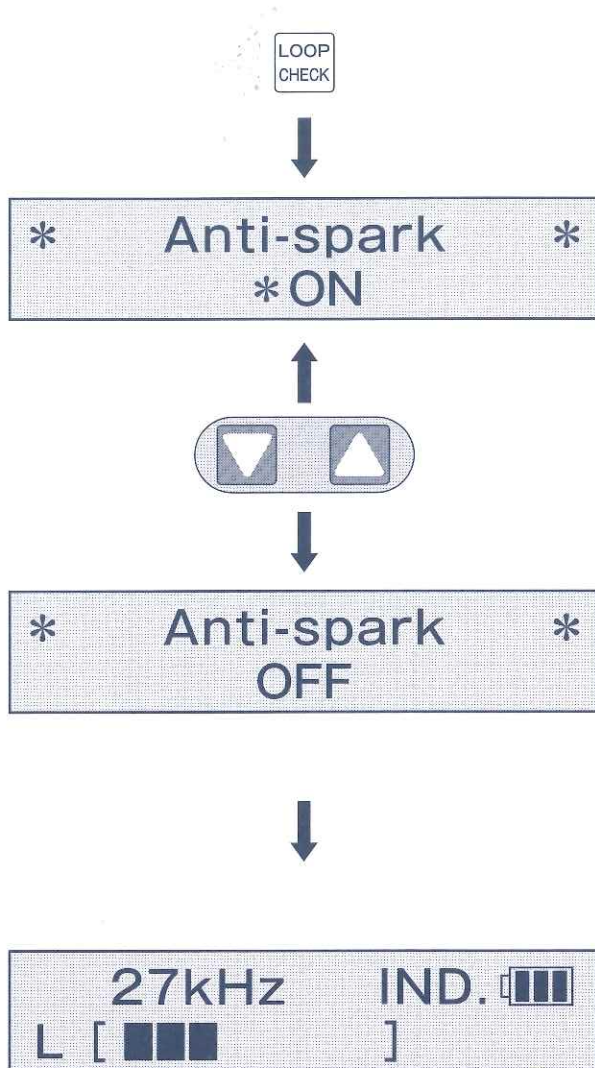 LOOP
CHECK
* Anti-spark *
*ON
* Anti-spark *
OFF
27kHz IND.
L [ ]